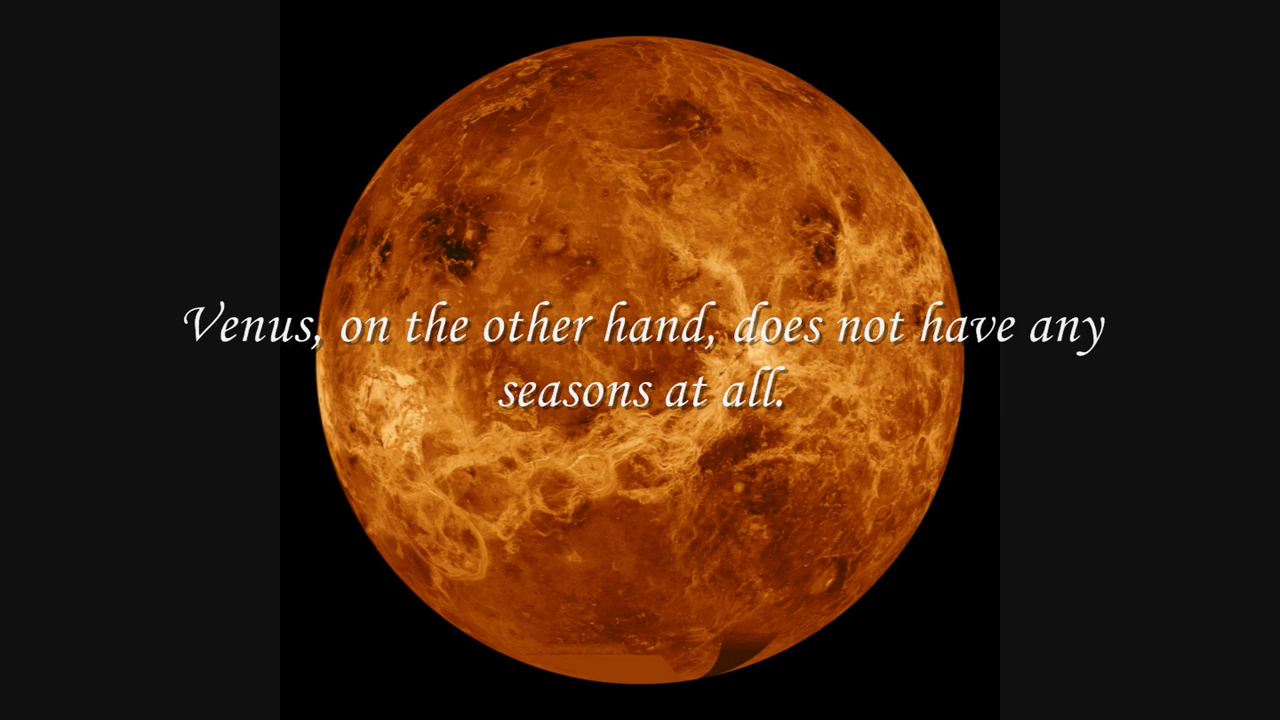 Venus, on the other hand, does not have any
seasons at all.